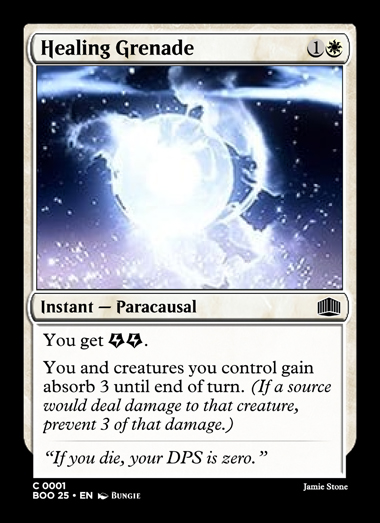 Healing Grenade 1
Instant — Paracausal
You get.
You and creatures you control gain
absorb 3 until end of turn. (If a source
would deal damage to that creature,
prevent 3 of that damage.)
"If you die, your DPS is zero."
C 0001
BOO 25 • EN Bungie
Jamie Stone